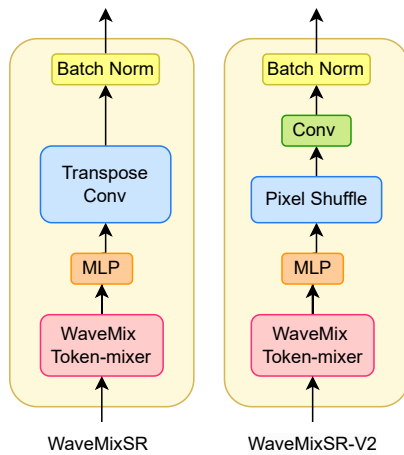 Batch Norm
Transpose
Conv
MLP
WaveMix
Token-mixer
WaveMixSR
Batch Norm
Conv
Pixel Shuffle
MLP
WaveMix
Token-mixer
WaveMixSR-V2